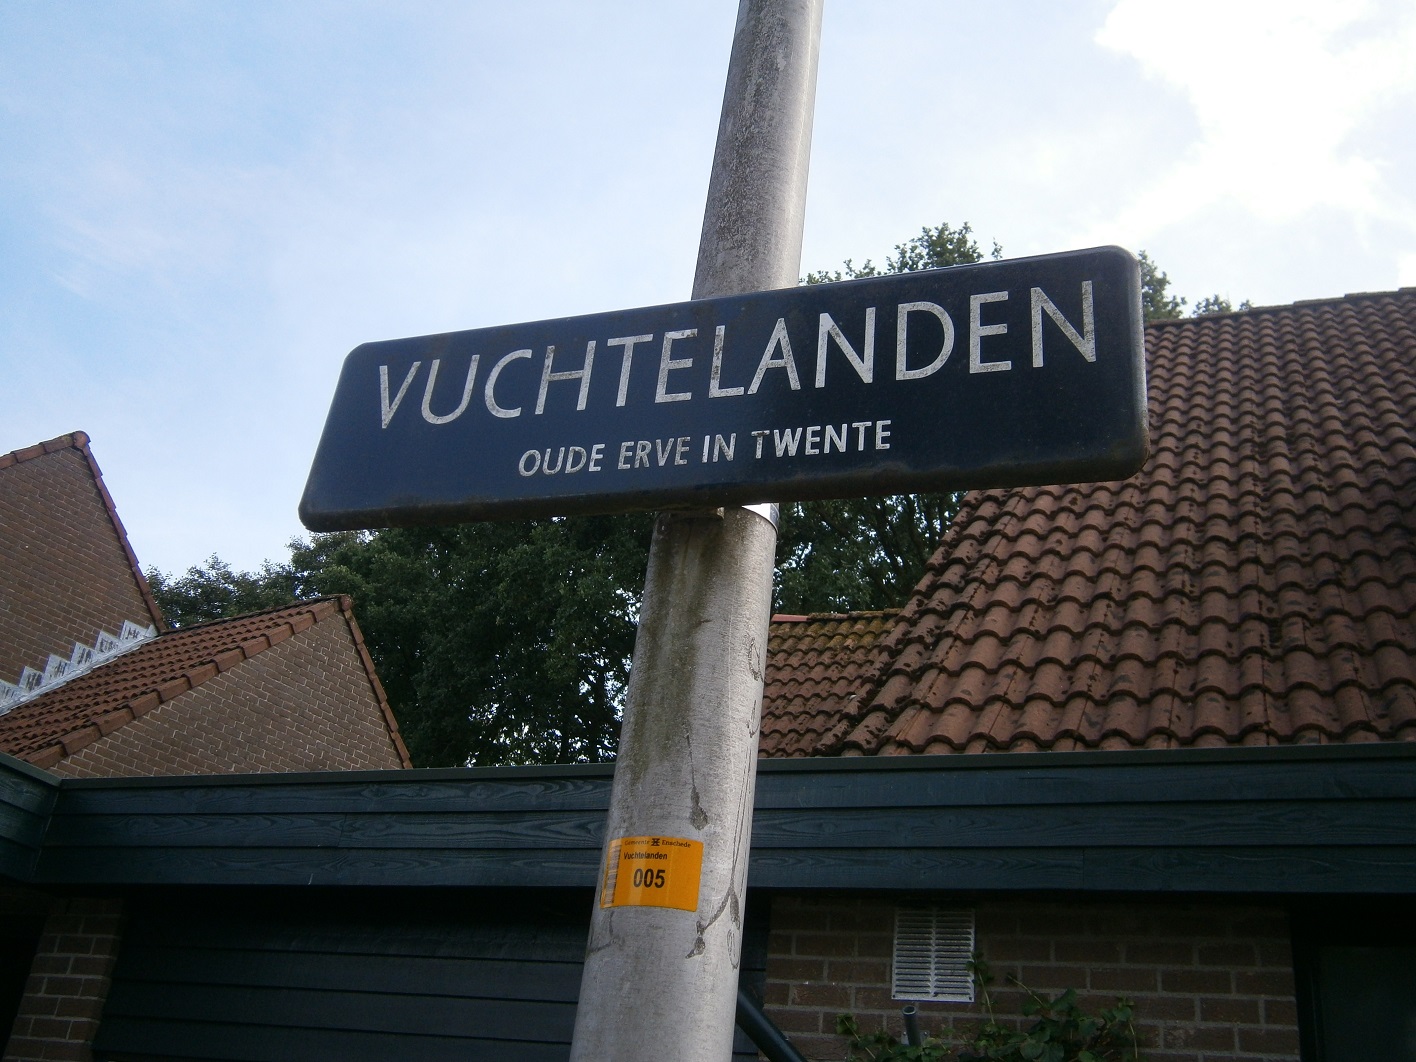 VUCHTELANDEN
OUDE ERVE IN TWENTE
Gemeente Enschede
Vuchtelanden
005